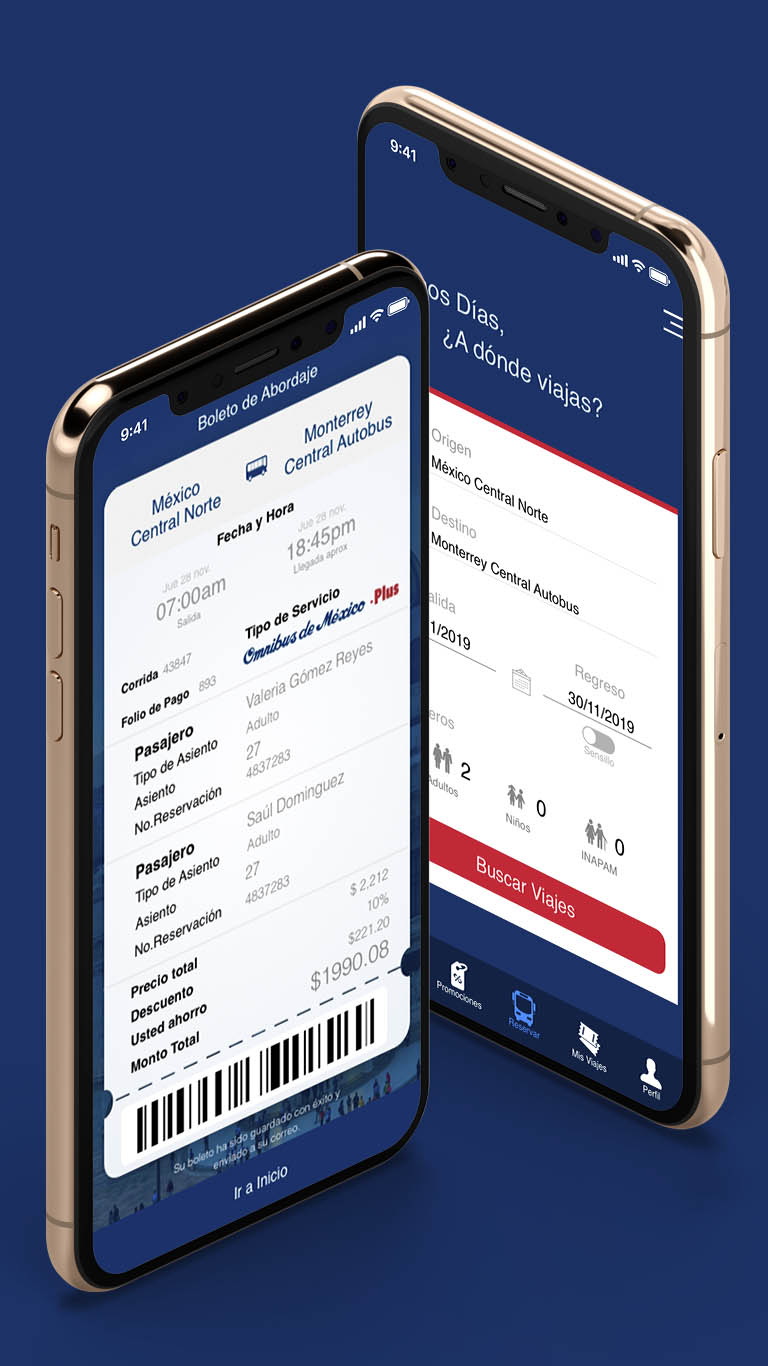 9:41
Boleto de Abordaje
México
Central Norte
Monterrey
Central Autobus
Fecha y Hora
Jue 28 nov.
07:00am
Salida
Jue 28 nov.
18:45pm
Llegada aprox
Tipo de Servicio
Omnibus de México .Plus
Corrida 43847
Folio de Pago 893
Pasajero Valeria Gómez Reyes
Tipo de Asiento Adulto
Asiento 27
No.Reservación 4837283
Pasajero Saúl Dominguez
Tipo de Asiento Adulto
Asiento 27
No.Reservación 4837283
Precio total $ 2,212
Descuento 10%
Usted ahorro $221.20
Monto Total $1990.08
Su boleto ha sido guardado con éxito y
enviado a su correo.
Ir a Inicio
9:41
os Días,
¿A dónde viajas?
Origen
México Central Norte
Destino
Monterrey Central Autobus
alida
1/2019
Regreso
30/11/2019
Sencillo
eros
2
Adultos
0
Niños
0
INAPAM
Buscar Viajes
Promociones
Reservar
Mis Viajes
Perfil